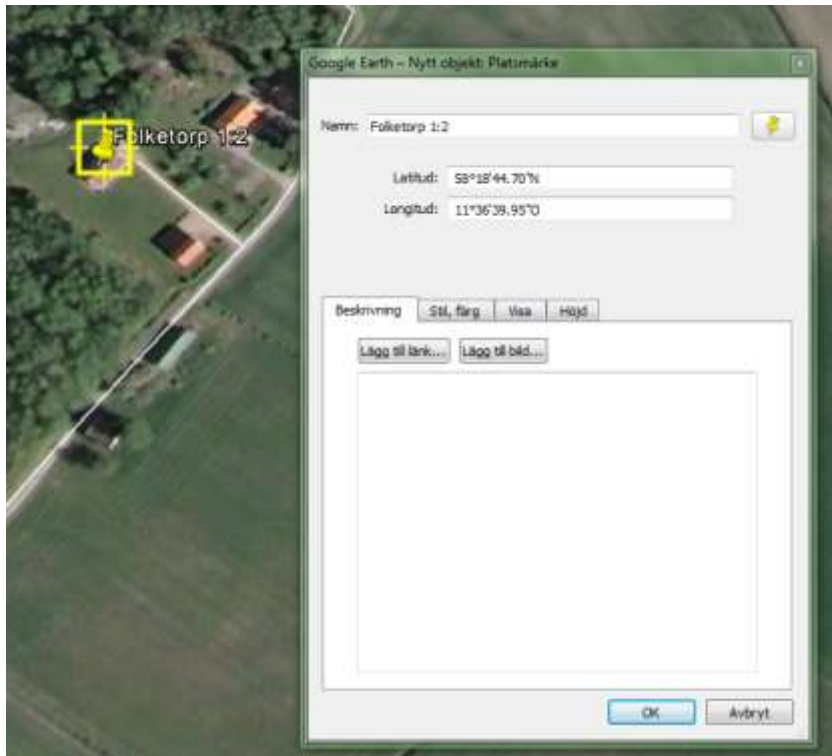 Folketorp 1:2
Google Earth – Nytt objekt: Platsmärke
Namn: Folketorp 1:2
Latitud: 58°18'44.70"N
Longitud: 11°36'39.95"O
Beskrivning Stil, färg Visa Höjd
Lägg till länk... Lägg till bild...
OK Avbryt